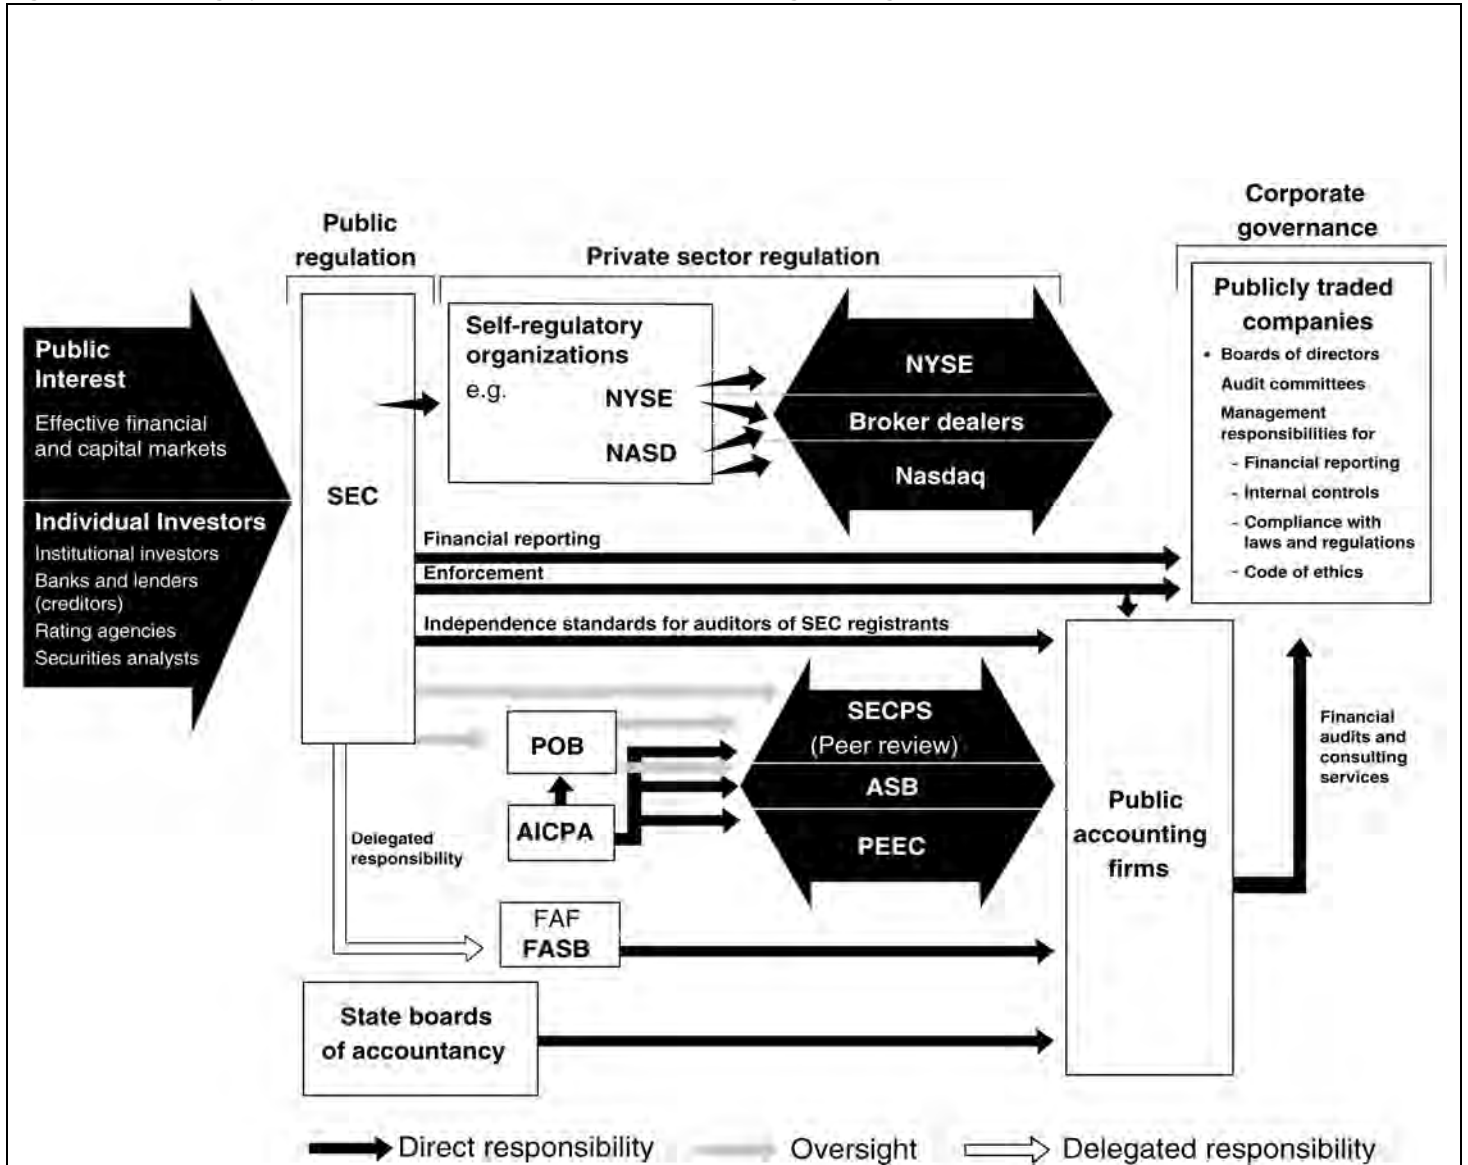 Public
regulation
Private sector regulation
Corporate
governance
Public
Interest
Effective financial
and capital markets
Individual Investors
Institutional investors
Banks and lenders
(creditors)
Rating agencies
Securities analysts
SEC
Self-regulatory
organizations
e.g.
NYSE
NASD
NYSE
Broker dealers
Nasdaq
Publicly traded
companies
• Boards of directors
Audit committees
Management
responsibilities for
- Financial reporting
- Internal controls
- Compliance with
laws and regulations
- Code of ethics
Financial reporting
Enforcement
Independence standards for auditors of SEC registrants
POB
AICPA
SECPS
(Peer review)
ASB
PEEC
Public
accounting
firms
Financial
audits and
consulting
services
Delegated
responsibility
FAF
FASB
State boards
of accountancy
Direct responsibility
Oversight
Delegated responsibility